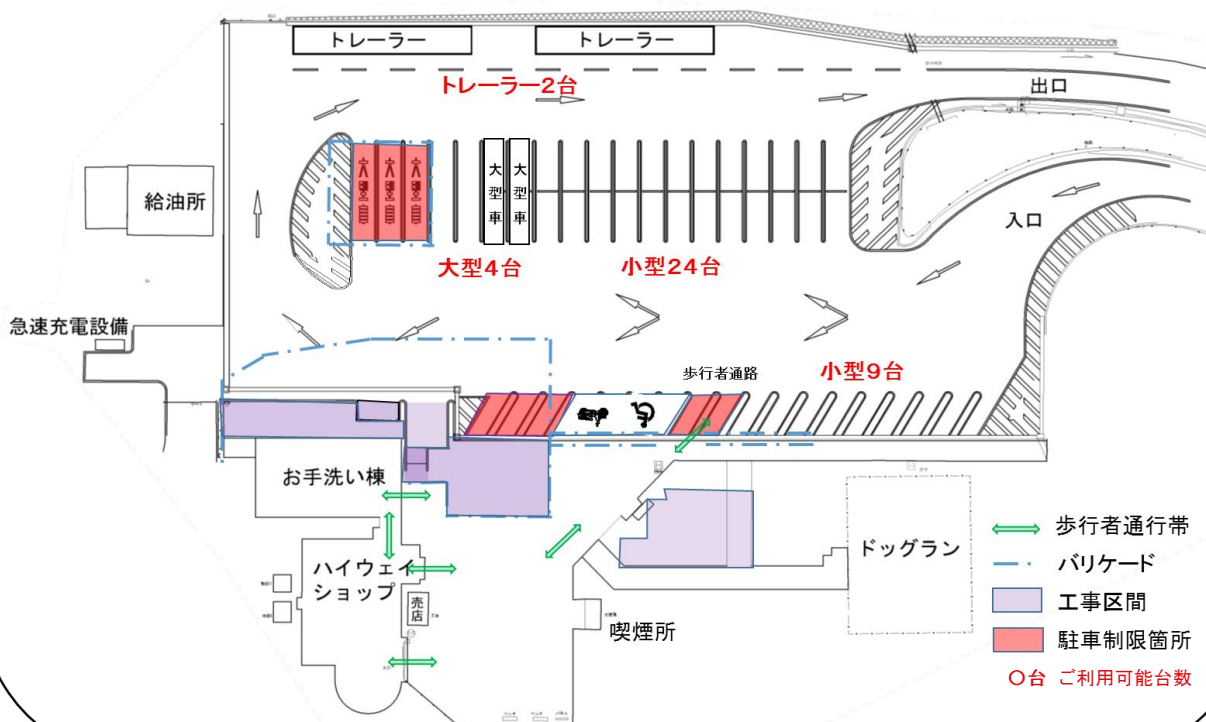 トレーラー
トレーラー
トレーラー2台
出口
大型車
大型車
給油所
入口
大型4台
小型24台
急速充電設備
歩行者通路
小型9台
お手洗い棟
ハイウェイ
ショップ
売店
喫煙所
ドッグラン
歩行者通行帯
バリケード
工事区間
駐車制限箇所
○台 ご利用可能台数